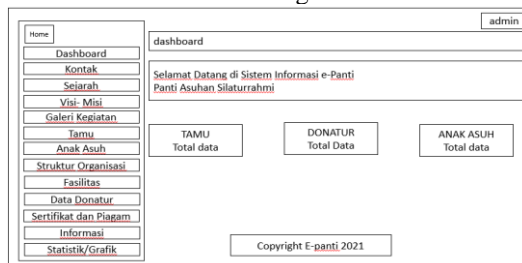 admin
Home
Dashboard
Kontak
Sejarah
Visi- Misi
Galeri Kegiatan
Tamu
Anak Asuh
Struktur Organisasi
Fasilitas
Data Donatur
Sertifikat dan Piagam
Informasi
Statistik/Grafik
dashboard
Selamat Datang di Sistem Informasi e-Panti
Panti Asuhan Silaturrahmi
TAMU
Total data
DONATUR
Total Data
ANAK ASUH
Total data
Copyright E-panti 2021